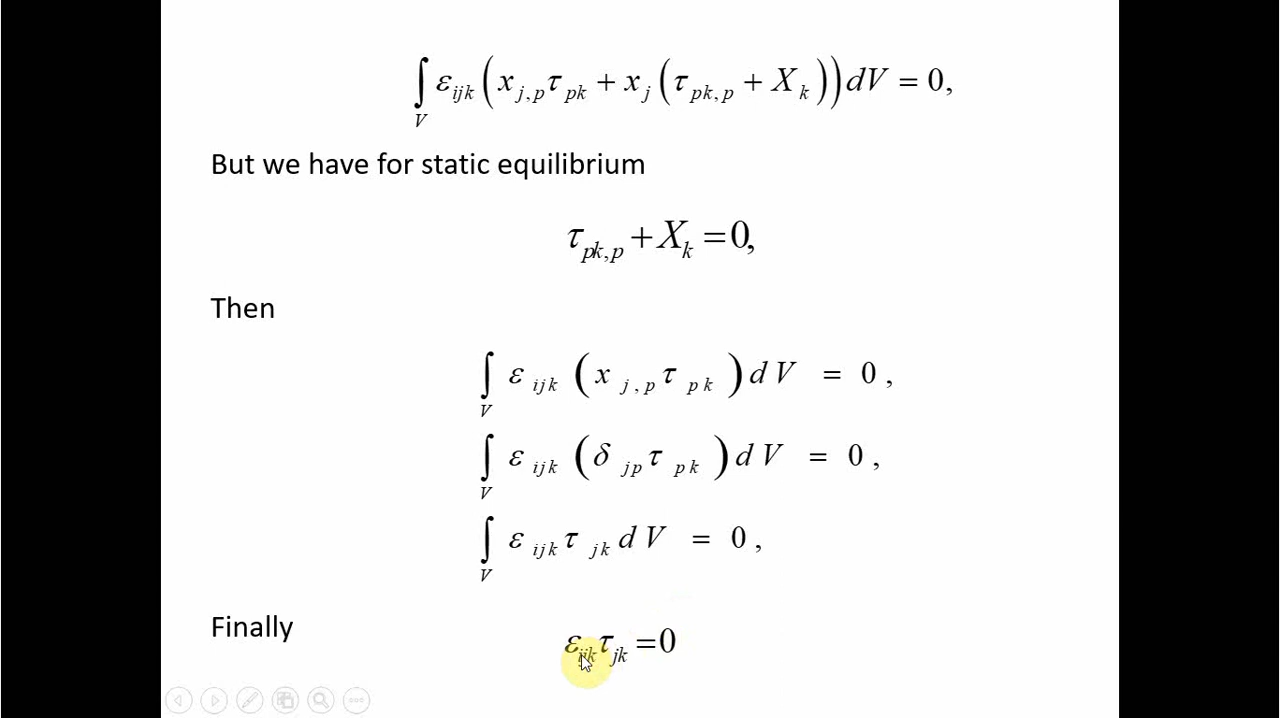 ∫_V ε_ijk (x_j,p τ_pk + x_j (τ_pk,p + X_k)) dV = 0,
But we have for static equilibrium
τ_pk,p + X_k = 0,
Then
∫_V ε_ijk (x_j,p τ_pk) dV = 0,
∫_V ε_ijk (δ_jp τ_pk) dV = 0,
∫_V ε_ijk τ_jk dV = 0,
Finally ε_ijk τ_jk = 0